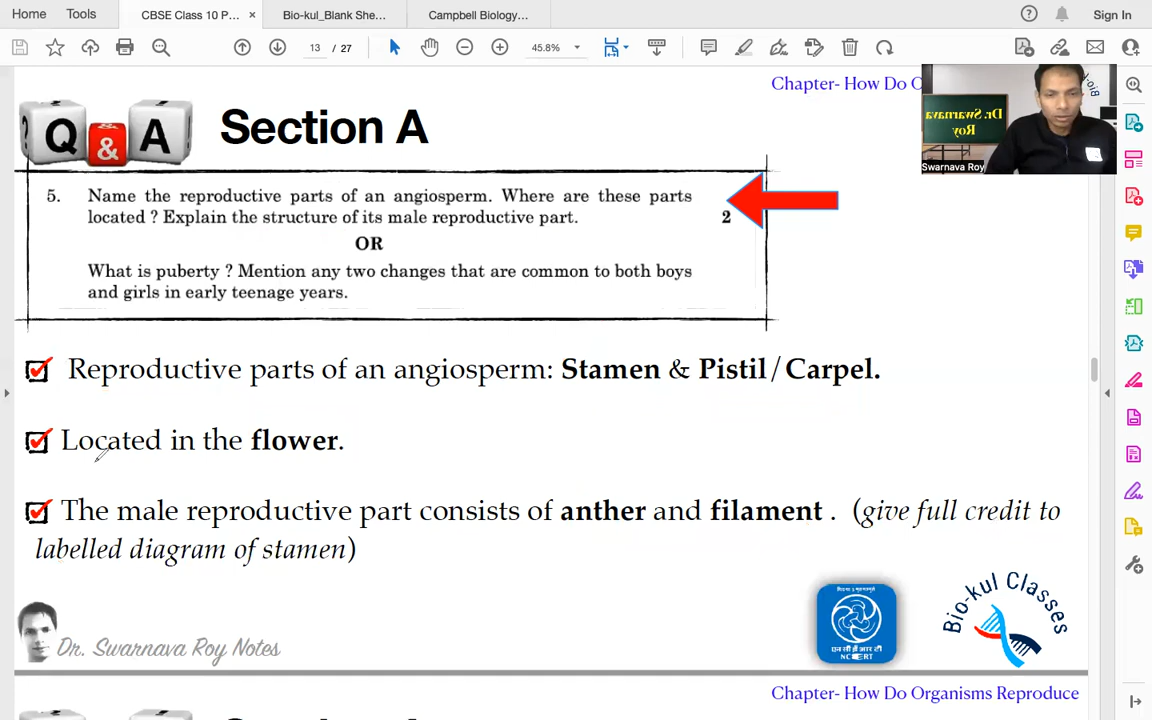 Home Tools CBSE Class 10 P... × Bio-kul_Blank She... Campbell Biology... Sign In
13 / 27 45.8%
Chapter- How Do O
Dr. Swarnava
Roy
Swarnava Roy
Q & A Section A
5. Name the reproductive parts of an angiosperm. Where are these parts
located ? Explain the structure of its male reproductive part. 2
OR
What is puberty ? Mention any two changes that are common to both boys
and girls in early teenage years.
Reproductive parts of an angiosperm: Stamen & Pistil/Carpel.
Located in the flower.
The male reproductive part consists of anther and filament . (give full credit to
labelled diagram of stamen)
Dr. Swarnava Roy Notes
एन सी ई आर टी
NCERT
Bio-kul Classes
Chapter- How Do Organisms Reproduce